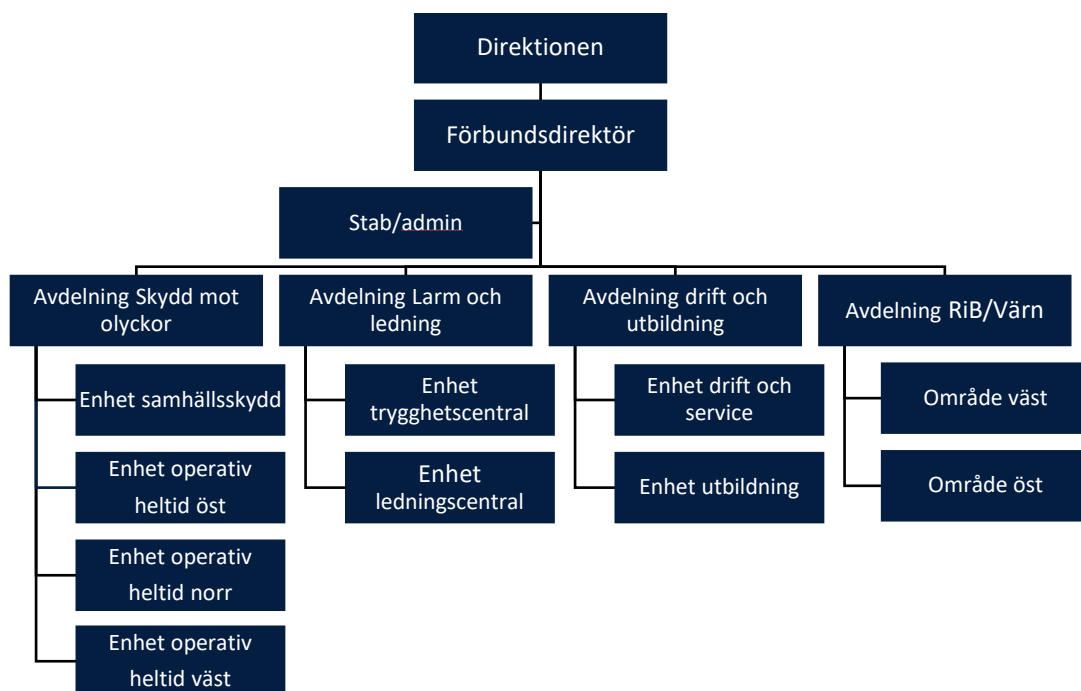 Direktionen
Förbundsdirektör
Stab/admin
Avdelning Skydd mot
olyckor
Avdelning Larm och
ledning
Avdelning drift och
utbildning
Avdelning RiB/Värn
Enhet samhällsskydd
Enhet operativ
heltid öst
Enhet operativ
heltid norr
Enhet operativ
heltid väst
Enhet
trygghetscentral
Enhet
ledningscentral
Enhet drift och
service
Enhet utbildning
Område väst
Område öst